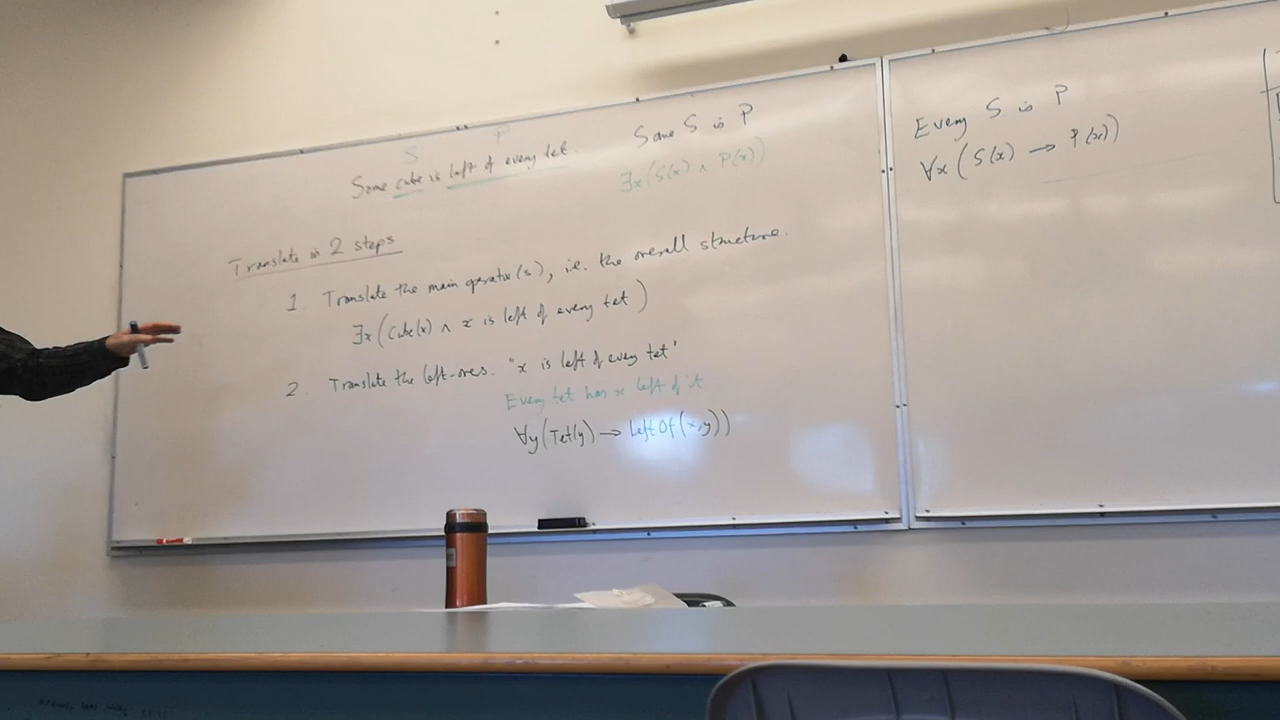 S P
Some cube is left of every tet.
Some S is P
∃x(S(x) ∧ P(x))
Translate in 2 steps
1. Translate the main operator(s), i.e. the overall structure.
∃x(Cube(x) ∧ x is left of every tet)
2. Translate the left-overs. "x is left of every tet"
Every tet has x left of it
∀y(Tet(y) → LeftOf(x,y))
Every S is P
∀x(S(x) → P(x))